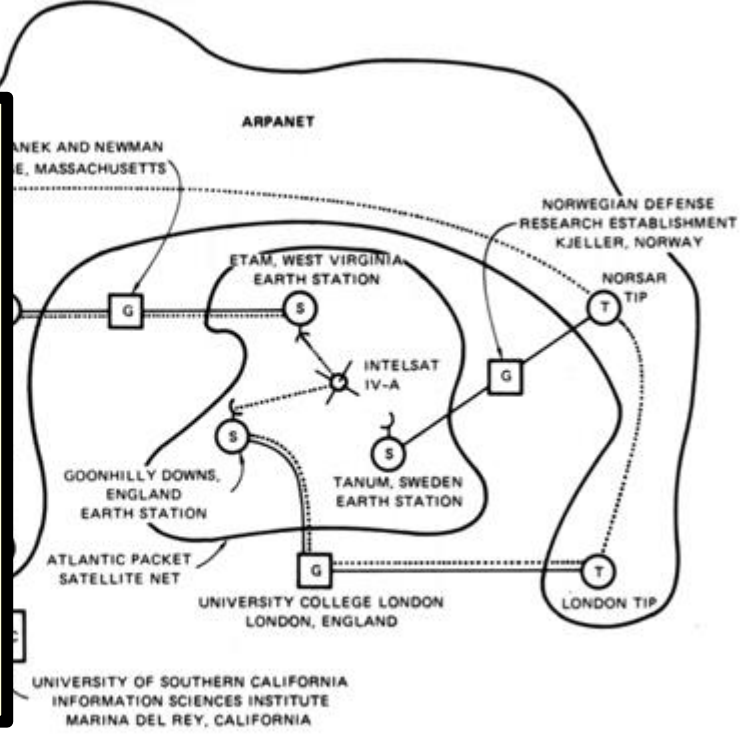 ARPANET
ANEK AND NEWMAN
E, MASSACHUSETTS
NORWEGIAN DEFENSE
RESEARCH ESTABLISHMENT
KJELLER, NORWAY
ETAM, WEST VIRGINIA
EARTH STATION
NORSAR
TIP
G
S
T
INTELSAT
IV-A
G
S
S
GOONHILLY DOWNS,
ENGLAND
EARTH STATION
TANUM, SWEDEN
EARTH STATION
ATLANTIC PACKET
SATELLITE NET
G
T
UNIVERSITY COLLEGE LONDON
LONDON, ENGLAND
LONDON TIP
UNIVERSITY OF SOUTHERN CALIFORNIA
INFORMATION SCIENCES INSTITUTE
MARINA DEL REY, CALIFORNIA